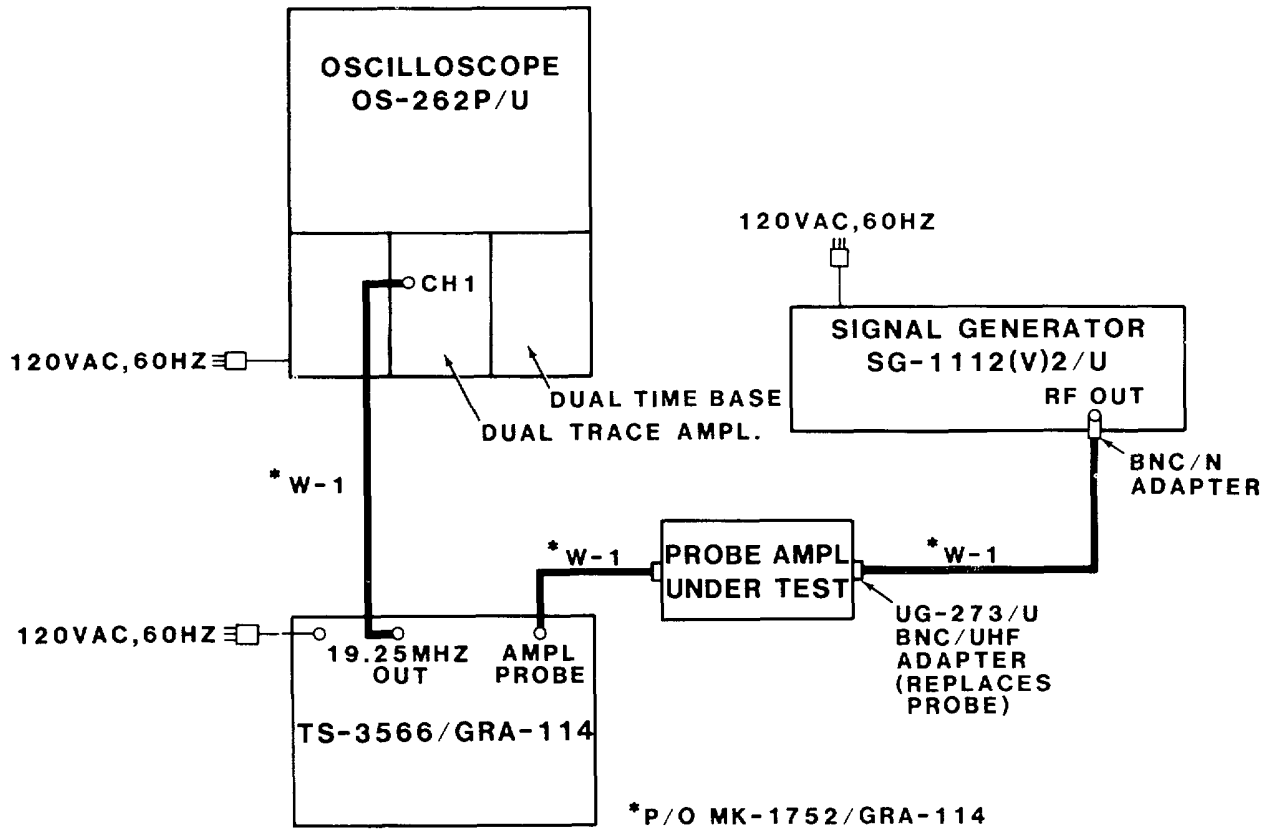 OSCILLOSCOPE
OS-262P/U
CH1
120VAC,60HZ
DUAL TIME BASE
DUAL TRACE AMPL.
120VAC,60HZ
SIGNAL GENERATOR
SG-1112(V)2/U
RF OUT
BNC/N
ADAPTER
*W-1
*W-1
PROBE AMPL
UNDER TEST
*W-1
UG-273/U
BNC/UHF
ADAPTER
(REPLACES
PROBE)
120VAC,60HZ
19.25MHZ
OUT
AMPL
PROBE
TS-3566/GRA-114
*P/O MK-1752/GRA-114